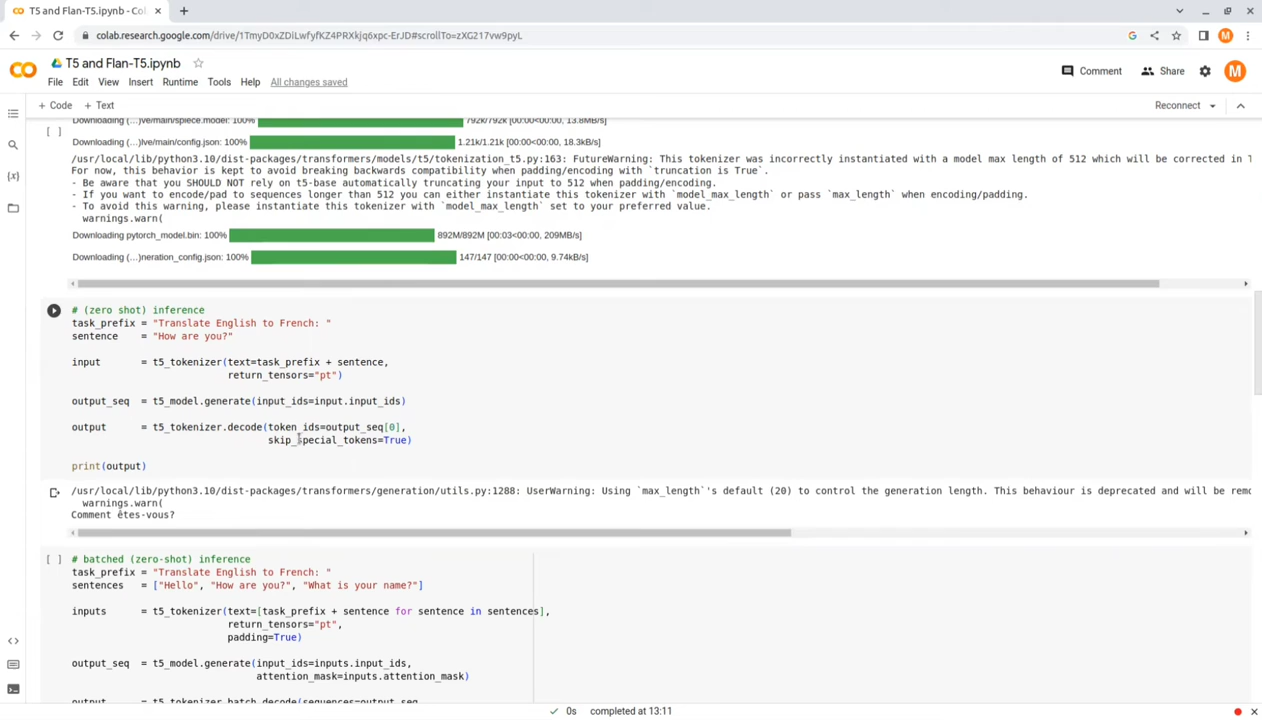 T5 and Flan-T5.ipynb - Col
colab.research.google.com/drive/1TmyD0xZDiLwfyfKZ4PRXkjq6xpc-ErJD#scrollTo=zXG217vw9pyL
T5 and Flan-T5.ipynb
File Edit View Insert Runtime Tools Help All changes saved
Comment Share M
+ Code + Text Reconnect
Downloading (…)ve/main/spiece.model: 100% 792k/792k [00:00<00:00, 13.8MB/s]
[ ]
Downloading (…)lve/main/config.json: 100% 1.21k/1.21k [00:00<00:00, 18.3kB/s]
/usr/local/lib/python3.10/dist-packages/transformers/models/t5/tokenization_t5.py:163: FutureWarning: This tokenizer was incorrectly instantiated with a model max length of 512 which will be corrected in T
For now, this behavior is kept to avoid breaking backwards compatibility when padding/encoding with `truncation is True`.
- Be aware that you SHOULD NOT rely on t5-base automatically truncating your input to 512 when padding/encoding.
- If you want to encode/pad to sequences longer than 512 you can either instantiate this tokenizer with `model_max_length` or pass `max_length` when encoding/padding.
- To avoid this warning, please instantiate this tokenizer with `model_max_length` set to your preferred value.
warnings.warn(
Downloading pytorch_model.bin: 100% 892M/892M [00:03<00:00, 209MB/s]
Downloading (…)neration_config.json: 100% 147/147 [00:00<00:00, 9.74kB/s]
# (zero shot) inference
task_prefix = "Translate English to French: "
sentence = "How are you?"
input = t5_tokenizer(text=task_prefix + sentence,
return_tensors="pt")
output_seq = t5_model.generate(input_ids=input.input_ids)
output = t5_tokenizer.decode(token_ids=output_seq[0],
skip_special_tokens=True)
print(output)
/usr/local/lib/python3.10/dist-packages/transformers/generation/utils.py:1288: UserWarning: Using `max_length`'s default (20) to control the generation length. This behaviour is deprecated and will be remo
warnings.warn(
Comment êtes-vous?
[ ] # batched (zero-shot) inference
task_prefix = "Translate English to French: "
sentences = ["Hello", "How are you?", "What is your name?"]
inputs = t5_tokenizer(text=[task_prefix + sentence for sentence in sentences],
return_tensors="pt",
padding=True)
output_seq = t5_model.generate(input_ids=inputs.input_ids,
attention_mask=inputs.attention_mask)
output = t5_tokenizer.batch_decode(sequences=output_seq,
0s completed at 13:11